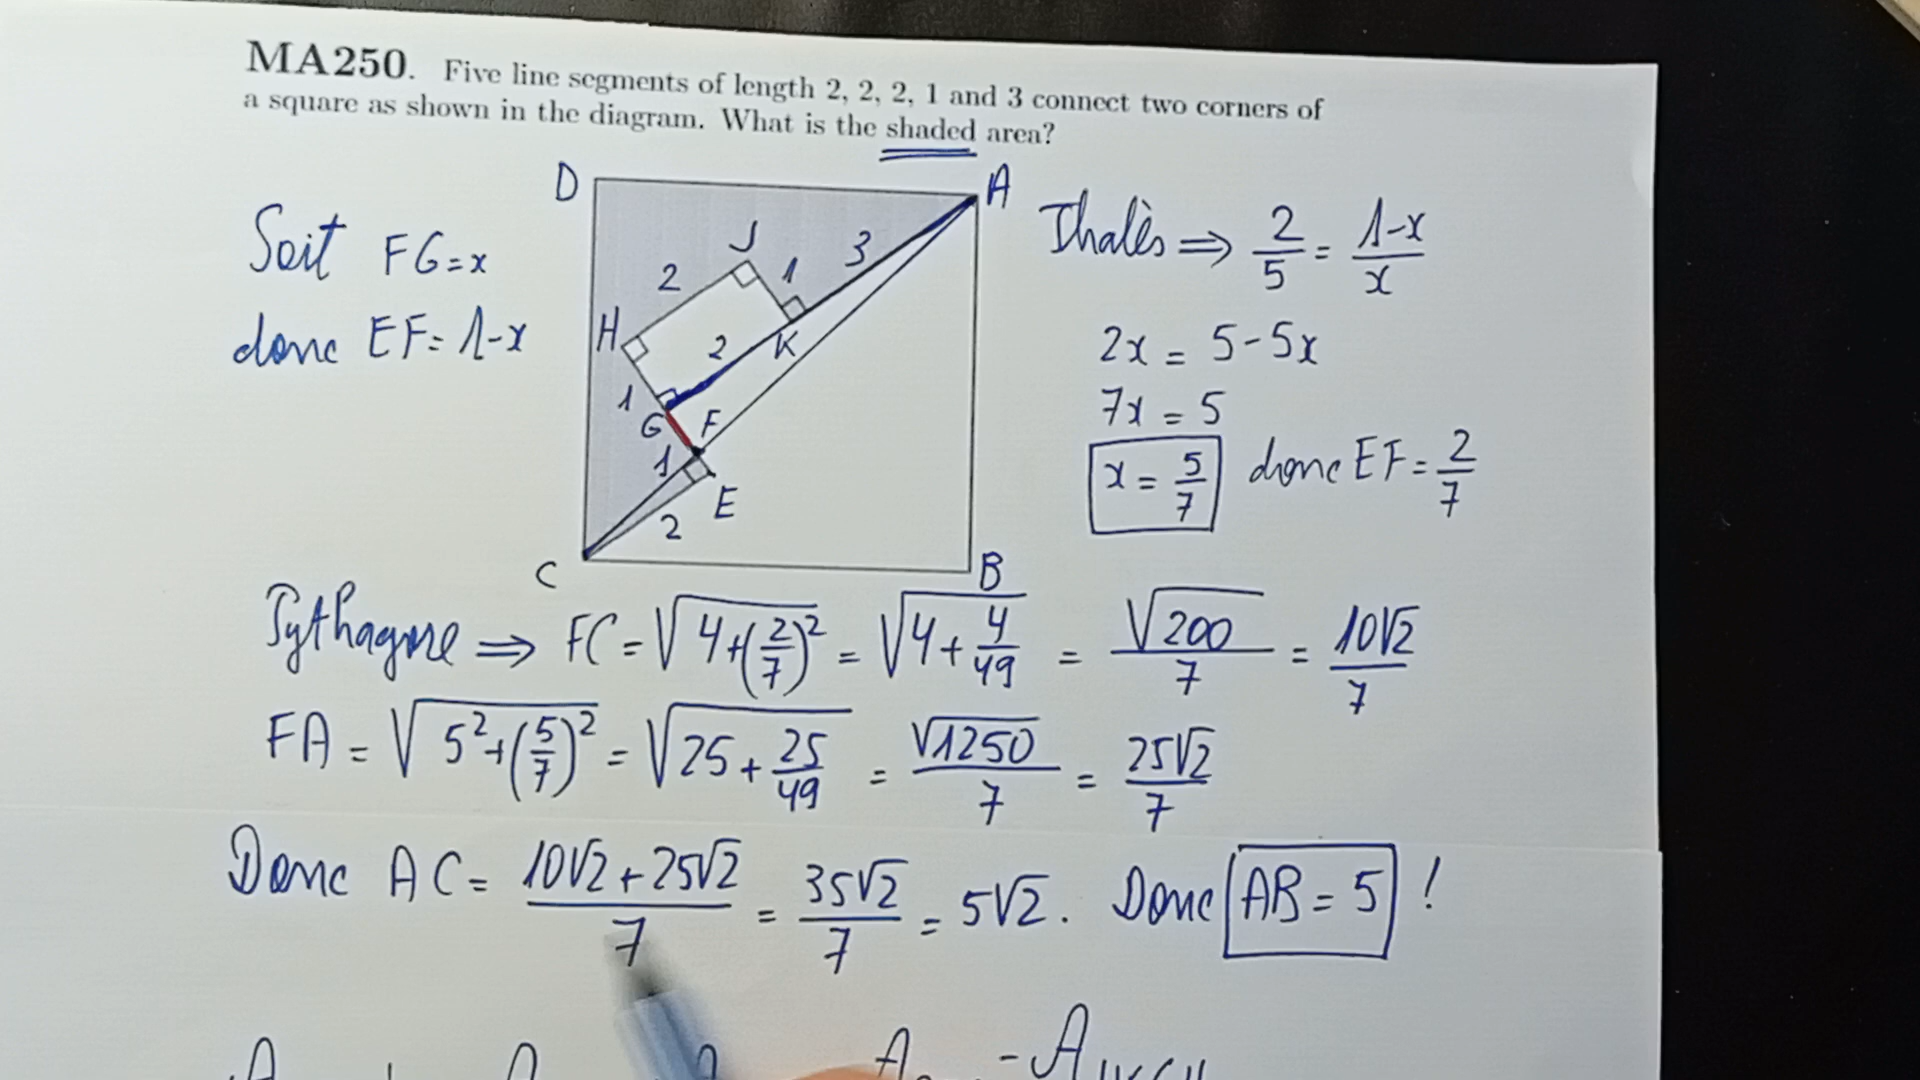 MA250. Five line segments of length 2, 2, 2, 1 and 3 connect two corners of
a square as shown in the diagram. What is the shaded area?
D
A
Soit FG=x
donc EF=1-x
J
2
1
3
H
2
K
1
G
F
1
E
2
C
B
Thalès ⇒ 2/5 = (1-x)/x
2x = 5-5x
7x = 5
x = 5/7 donc EF = 2/7
Pythagore ⇒ FC = √(4+(2/7)²) = √(4+4/49) = √200/7 = 10√2/7
FA = √(5²+(5/7)²) = √(25+25/49) = √1250/7 = 25√2/7
Donc AC = (10√2+25√2)/7 = 35√2/7 = 5√2. Donc AB = 5 !